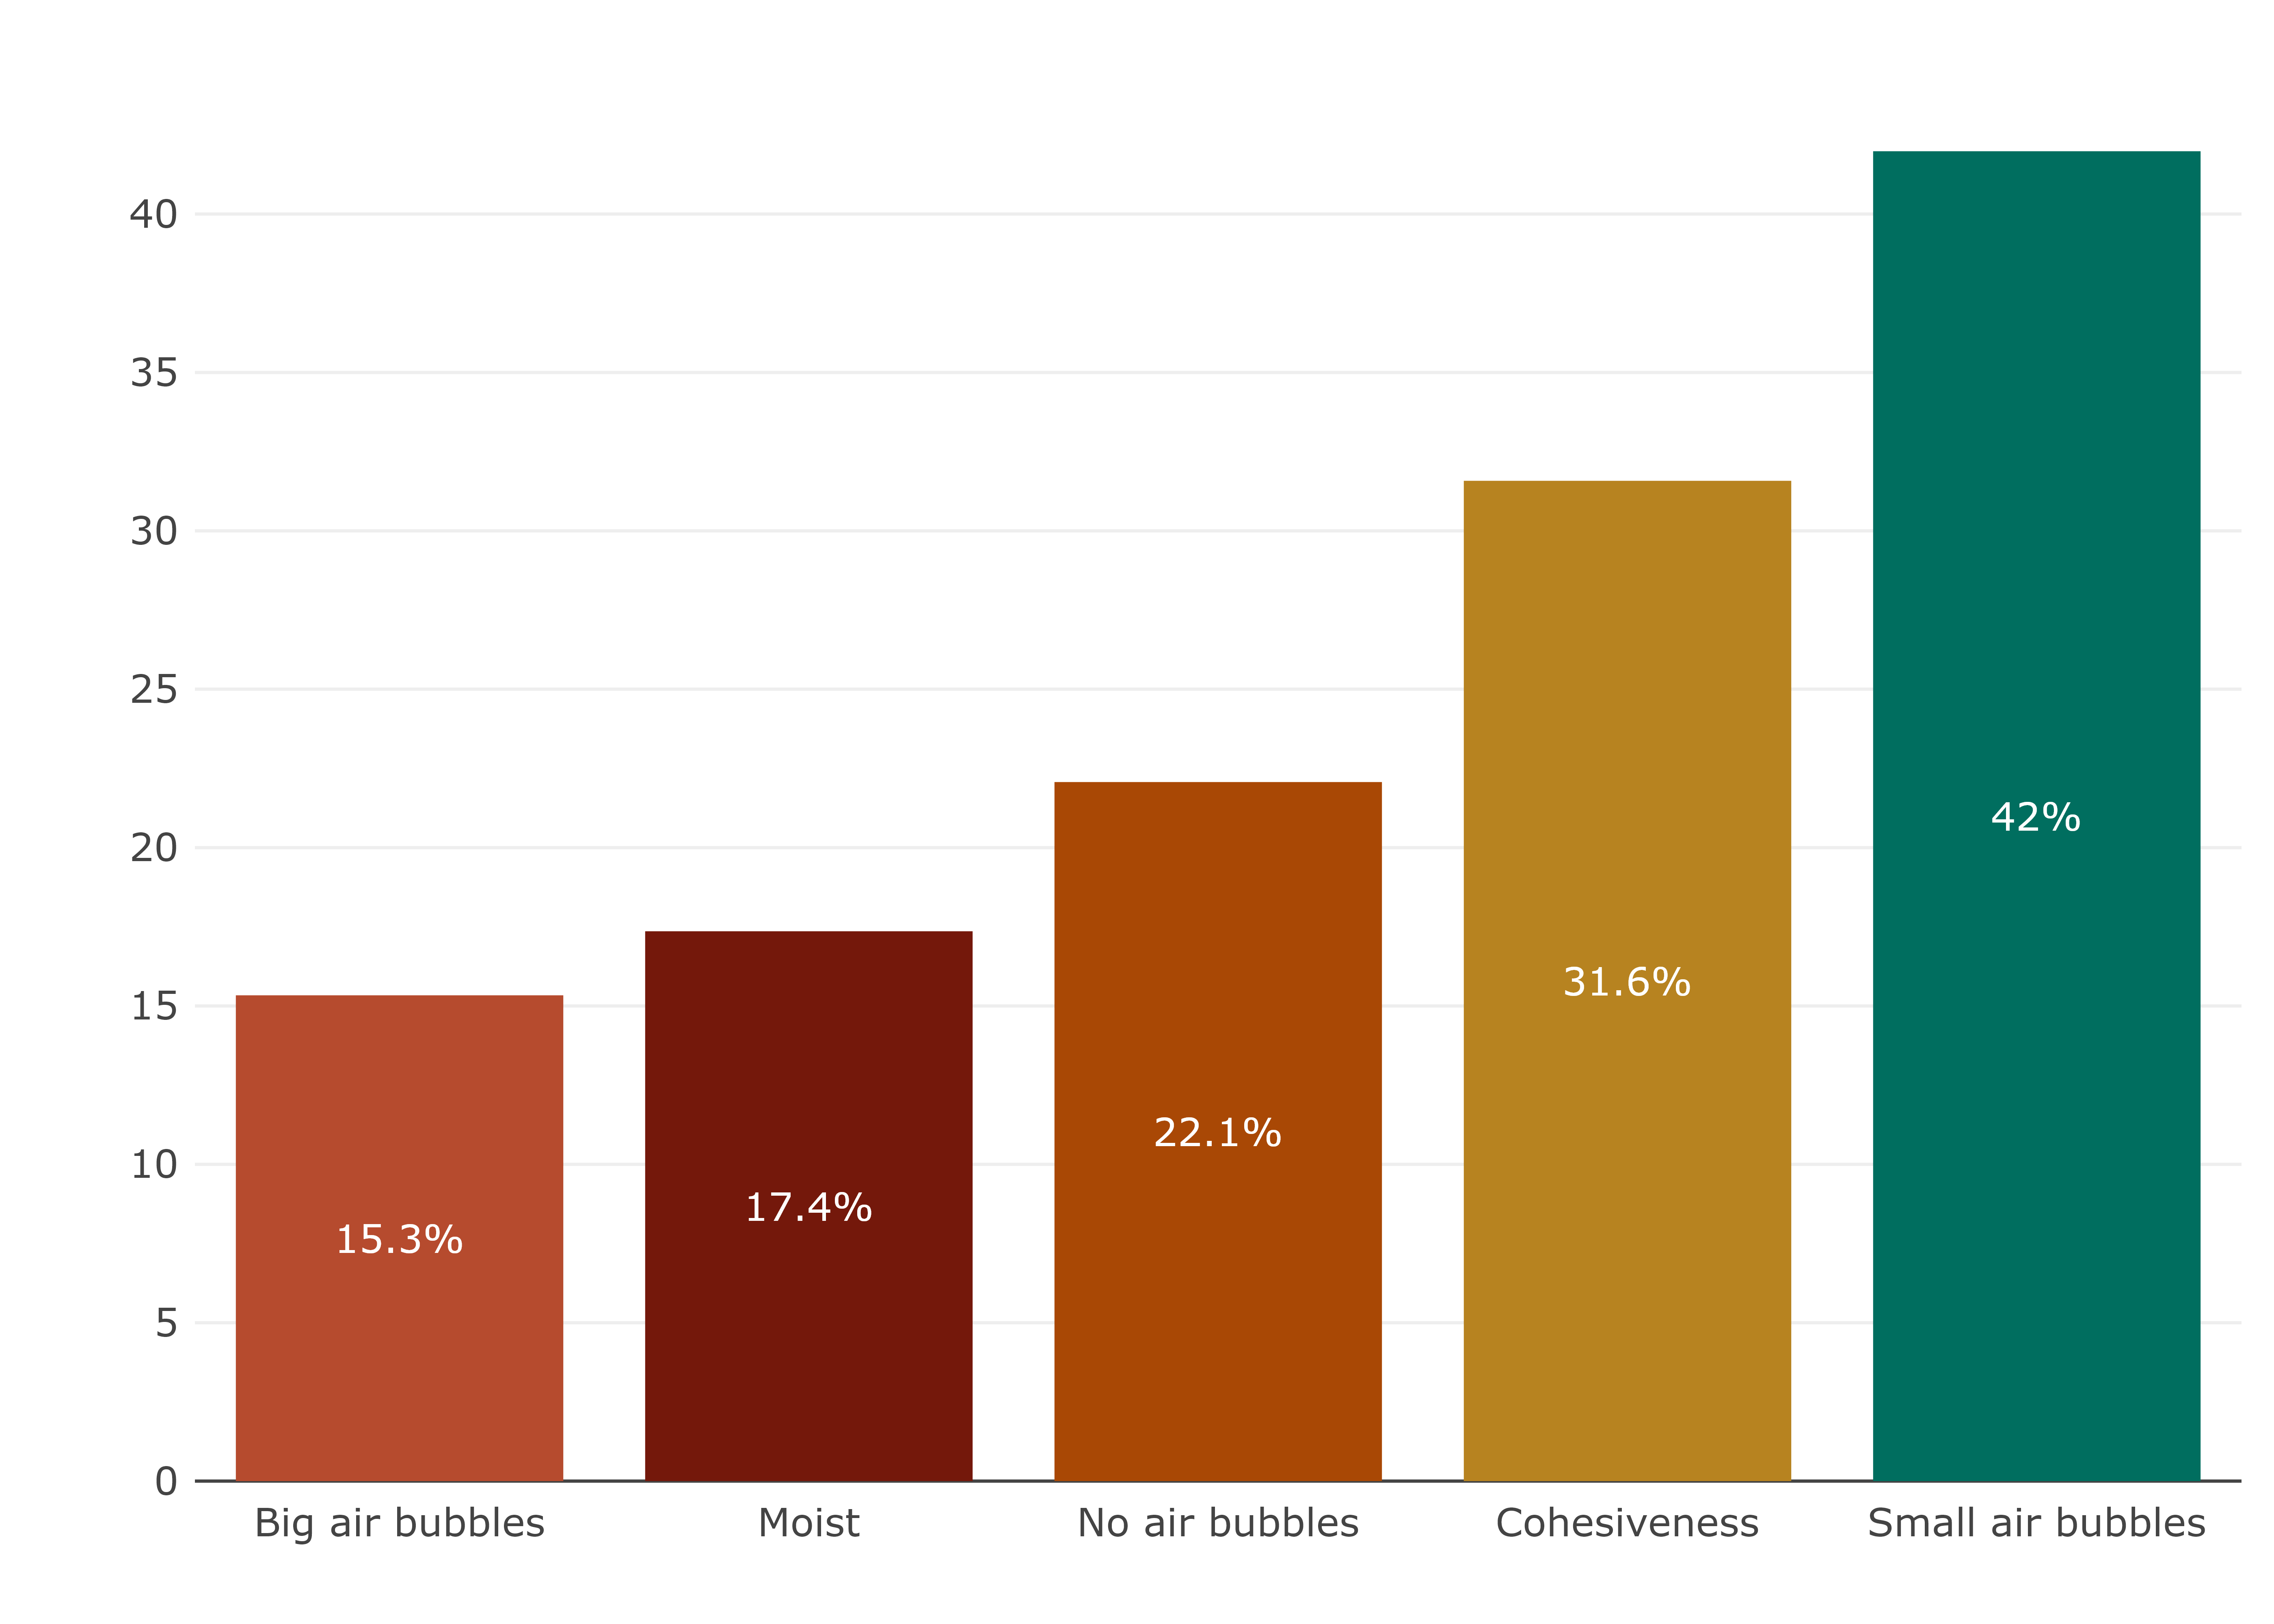 40
35
30
25
20
15
10
5
0
42%
31.6%
22.1%
17.4%
15.3%
Big air bubbles
Moist
No air bubbles
Cohesiveness
Small air bubbles